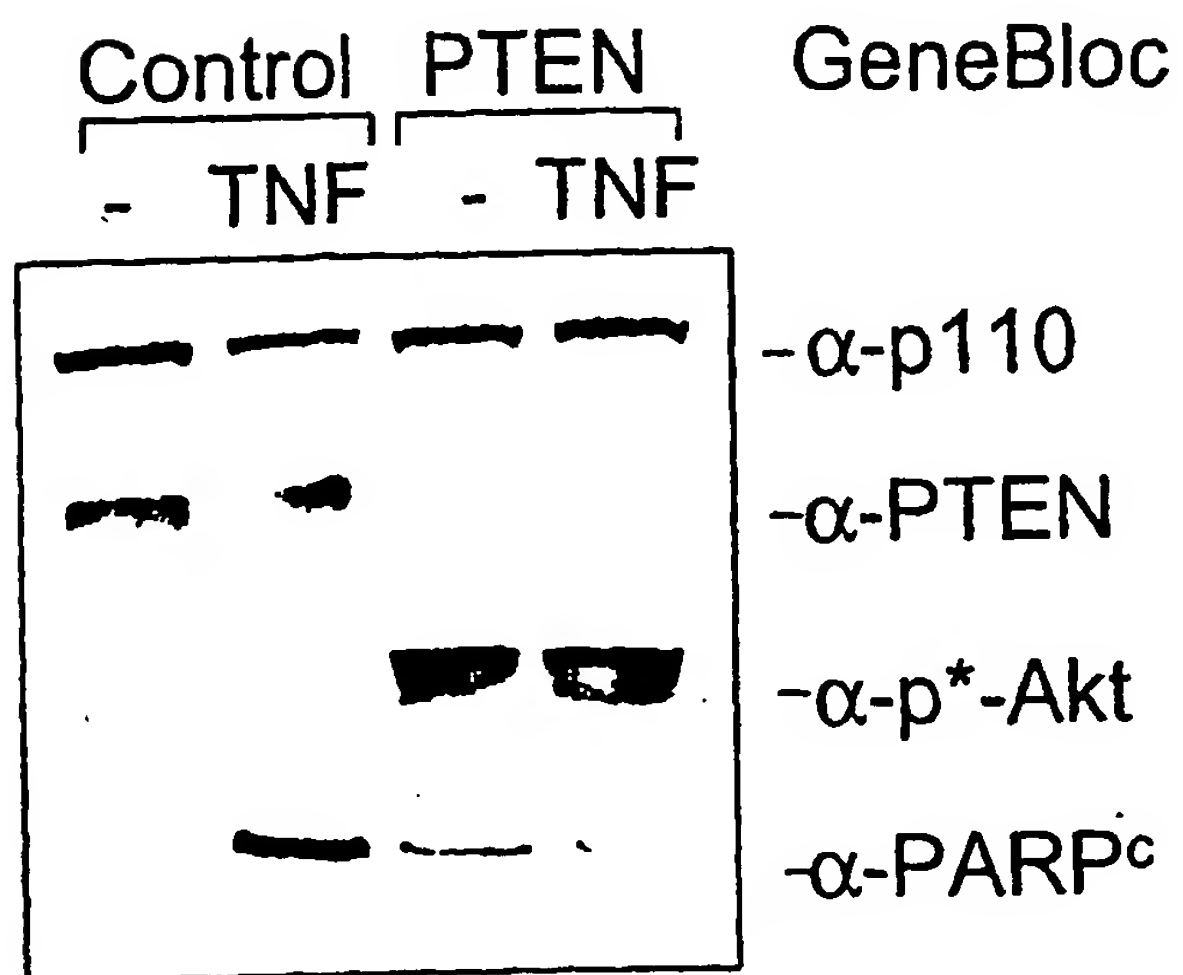 Control PTEN GeneBloc
- TNF - TNF
-α-p110
-α-PTEN
-α-p*-Akt
-α-PARPᶜ